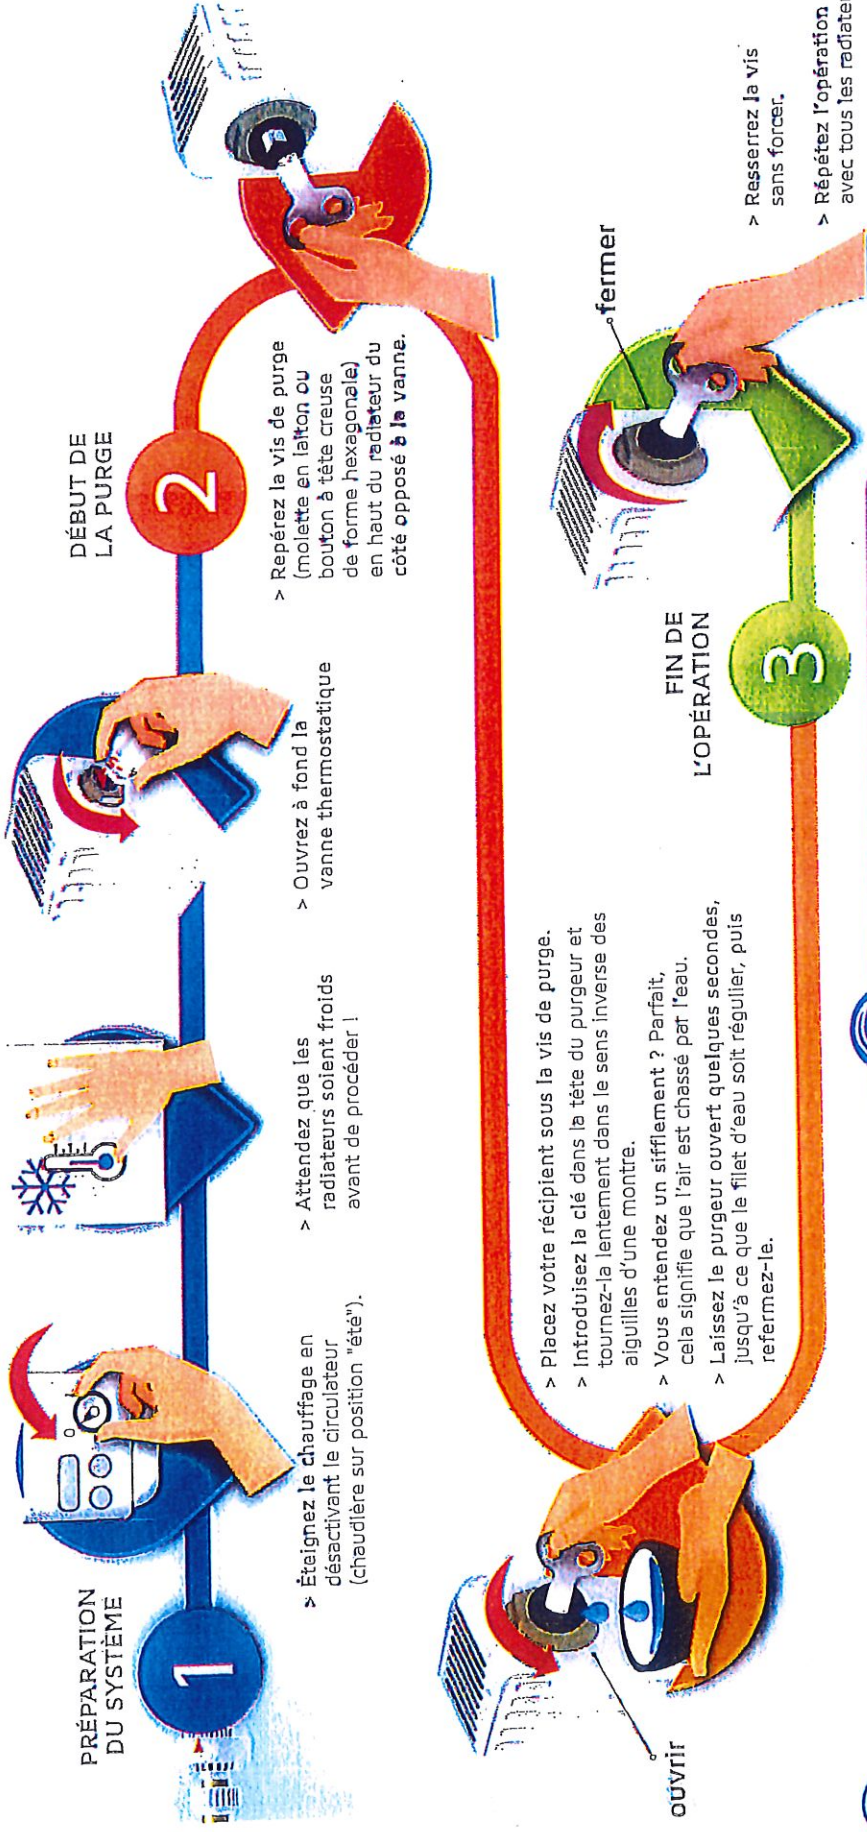 PRÉPARATION
DU SYSTÈME
1
> Éteignez le chauffage en
désactivant le circulateur
(chaudière sur position "été").
> Attendez que les
radiateurs soient froids
avant de procéder !
> Ouvrez à fond la
vanne thermostatique
DÉBUT DE
LA PURGE
2
> Repérez la vis de purge
(molette en laiton ou
bouton à tête creuse
de forme hexagonale)
en haut du radiateur du
côté opposé à la vanne.
ouvrir
> Placez votre récipient sous la vis de purge.
> Introduisez la clé dans la tête du purgeur et
tournez-la lentement dans le sens inverse des
aiguilles d'une montre.
> Vous entendez un sifflement ? Parfait,
cela signifie que l'air est chassé par l'eau.
> Laissez le purgeur ouvert quelques secondes,
jusqu'à ce que le filet d'eau soit régulier, puis
refermez-le.
FIN DE
L'OPÉRATION
3
fermer
> Resserrez la vis
sans forcer.
> Répétez l'opération
avec tous les